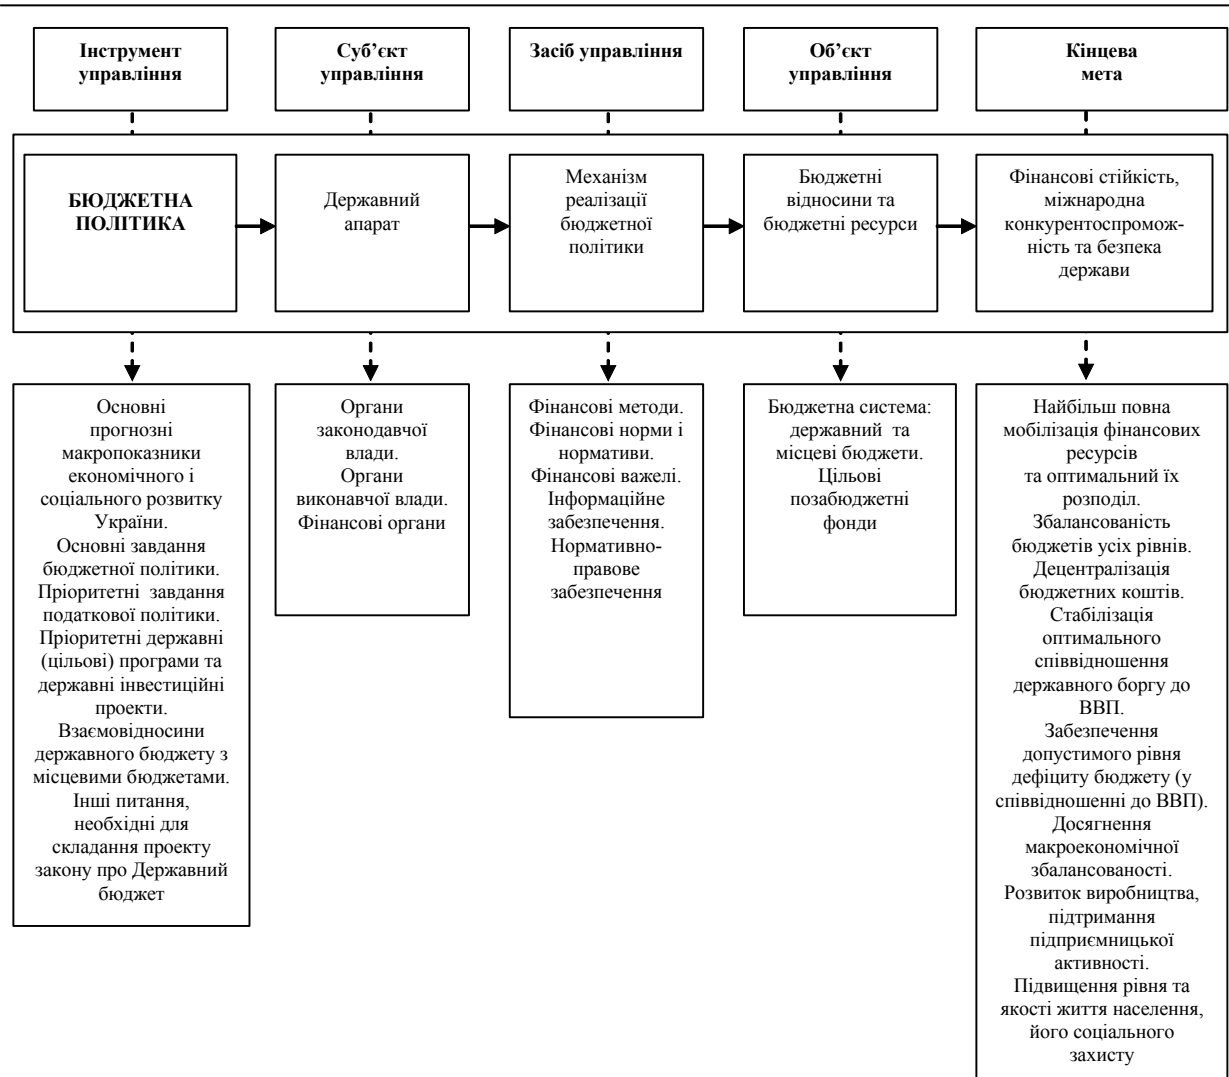 Інструмент
управління
Суб’єкт
управління
Засіб управління
Об’єкт
управління
Кінцева
мета
БЮДЖЕТНА
ПОЛІТИКА
Державний
апарат
Механізм
реалізації
бюджетної
політики
Бюджетні
відносини та
бюджетні ресурси
Фінансові стійкість,
міжнародна
конкурентоспромож-
ність та безпека
держави
Основні
прогнозні
макропоказники
економічного і
соціального розвитку
України.
Основні завдання
бюджетної політики.
Пріоритетні завдання
податкової політики.
Пріоритетні державні
(цільові) програми та
державні інвестиційні
проекти.
Взаємовідносини
державного бюджету з
місцевими бюджетами.
Інші питання,
необхідні для
складання проекту
закону про Державний
бюджет
Органи
законодавчої
влади.
Органи
виконавчої влади.
Фінансові органи
Фінансові методи.
Фінансові норми і
нормативи.
Фінансові важелі.
Інформаційне
забезпечення.
Нормативно-
правове
забезпечення
Бюджетна система:
державний та
місцеві бюджети.
Цільові
позабюджетні
фонди
Найбільш повна
мобілізація фінансових
ресурсів
та оптимальний їх
розподіл.
Збалансованість
бюджетів усіх рівнів.
Децентралізація
бюджетних коштів.
Стабілізація
оптимального
співвідношення
державного боргу до
ВВП.
Забезпечення
допустимого рівня
дефіциту бюджету (у
співвідношенні до ВВП).
Досягнення
макроекономічної
збалансованості.
Розвиток виробництва,
підтримання
підприємницької
активності.
Підвищення рівня та
якості життя населення,
його соціального
захисту